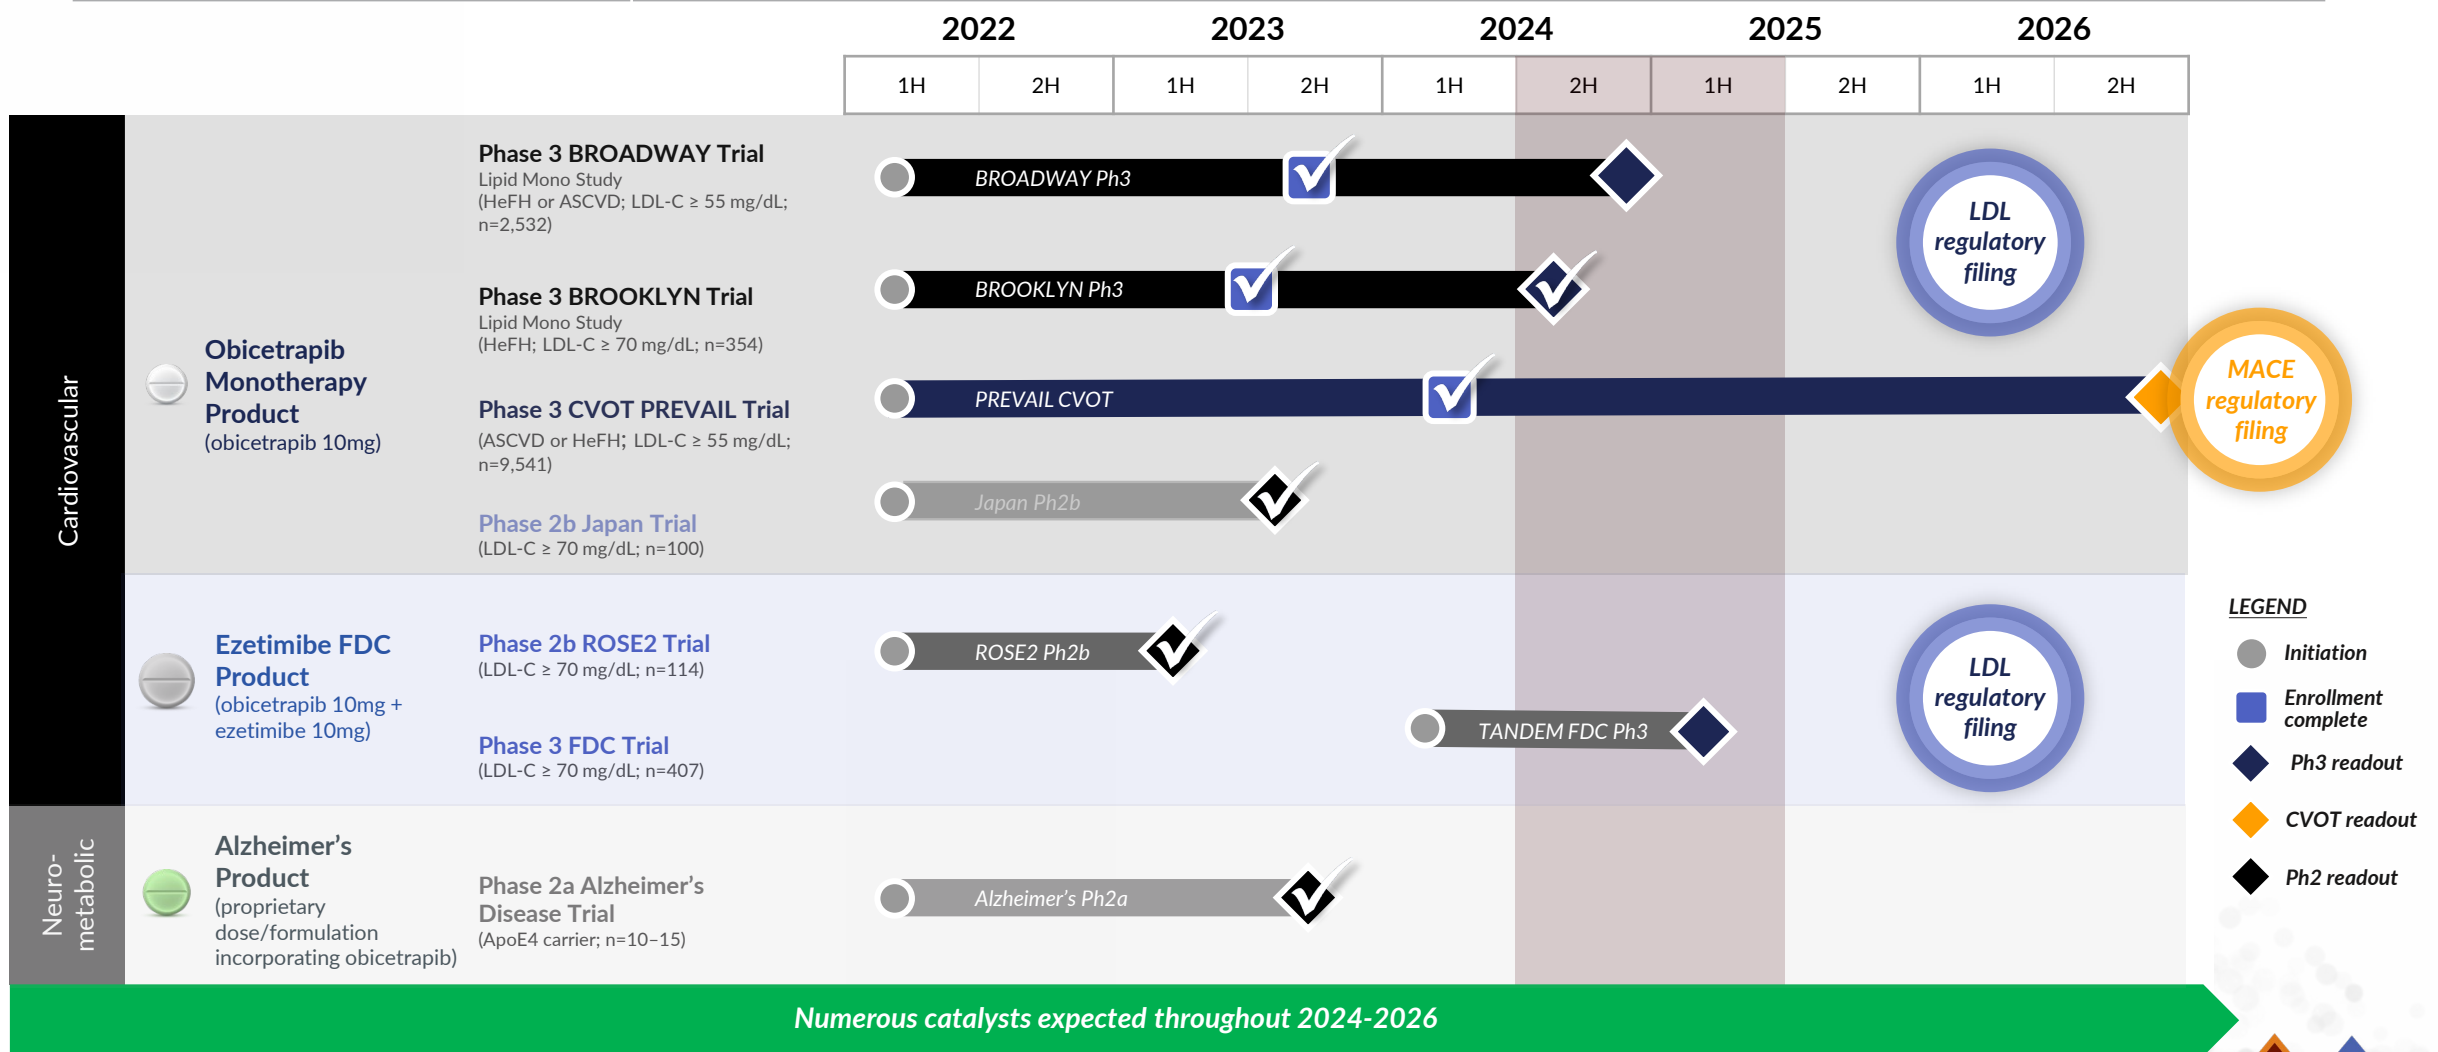 2022 2023 2024 2025 2026
1H 2H 1H 2H 1H 2H 1H 2H 1H 2H
Cardiovascular
Obicetrapib
Monotherapy
Product
(obicetrapib 10mg)
Phase 3 BROADWAY Trial
Lipid Mono Study
(HeFH or ASCVD; LDL-C ≥ 55 mg/dL;
n=2,532)
BROADWAY Ph3
Phase 3 BROOKLYN Trial
Lipid Mono Study
(HeFH; LDL-C ≥ 70 mg/dL; n=354)
BROOKLYN Ph3
Phase 3 CVOT PREVAIL Trial
(ASCVD or HeFH; LDL-C ≥ 55 mg/dL;
n=9,541)
PREVAIL CVOT
Phase 2b Japan Trial
(LDL-C ≥ 70 mg/dL; n=100)
Japan Ph2b
LDL
regulatory
filing
MACE
regulatory
filing
Ezetimibe FDC
Product
(obicetrapib 10mg +
ezetimibe 10mg)
Phase 2b ROSE2 Trial
(LDL-C ≥ 70 mg/dL; n=114)
ROSE2 Ph2b
Phase 3 FDC Trial
(LDL-C ≥ 70 mg/dL; n=407)
TANDEM FDC Ph3
LDL
regulatory
filing
Neuro-
metabolic
Alzheimer’s
Product
(proprietary
dose/formulation
incorporating obicetrapib)
Phase 2a Alzheimer’s
Disease Trial
(ApoE4 carrier; n=10–15)
Alzheimer’s Ph2a
LEGEND
Initiation
Enrollment
complete
Ph3 readout
CVOT readout
Ph2 readout
Numerous catalysts expected throughout 2024-2026